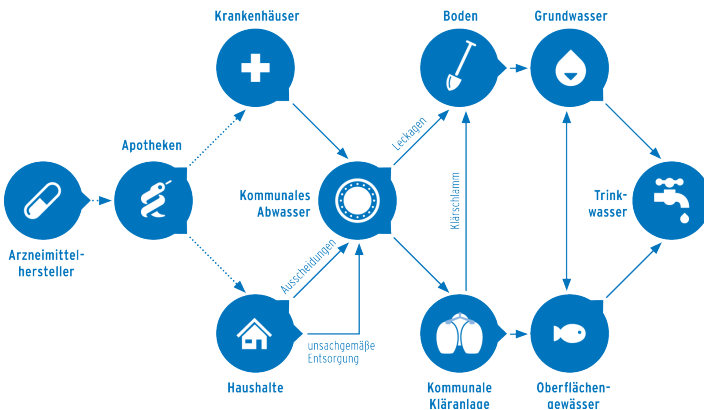 Krankenhäuser
Boden
Grundwasser
Apotheken
Leckagen
Kommunales
Abwasser
Klärschlamm
Trink-
wasser
Arzneimittel-
hersteller
Ausscheidungen
unsachgemäße
Entsorgung
Haushalte
Kommunale
Kläranlage
Oberflächen-
gewässer